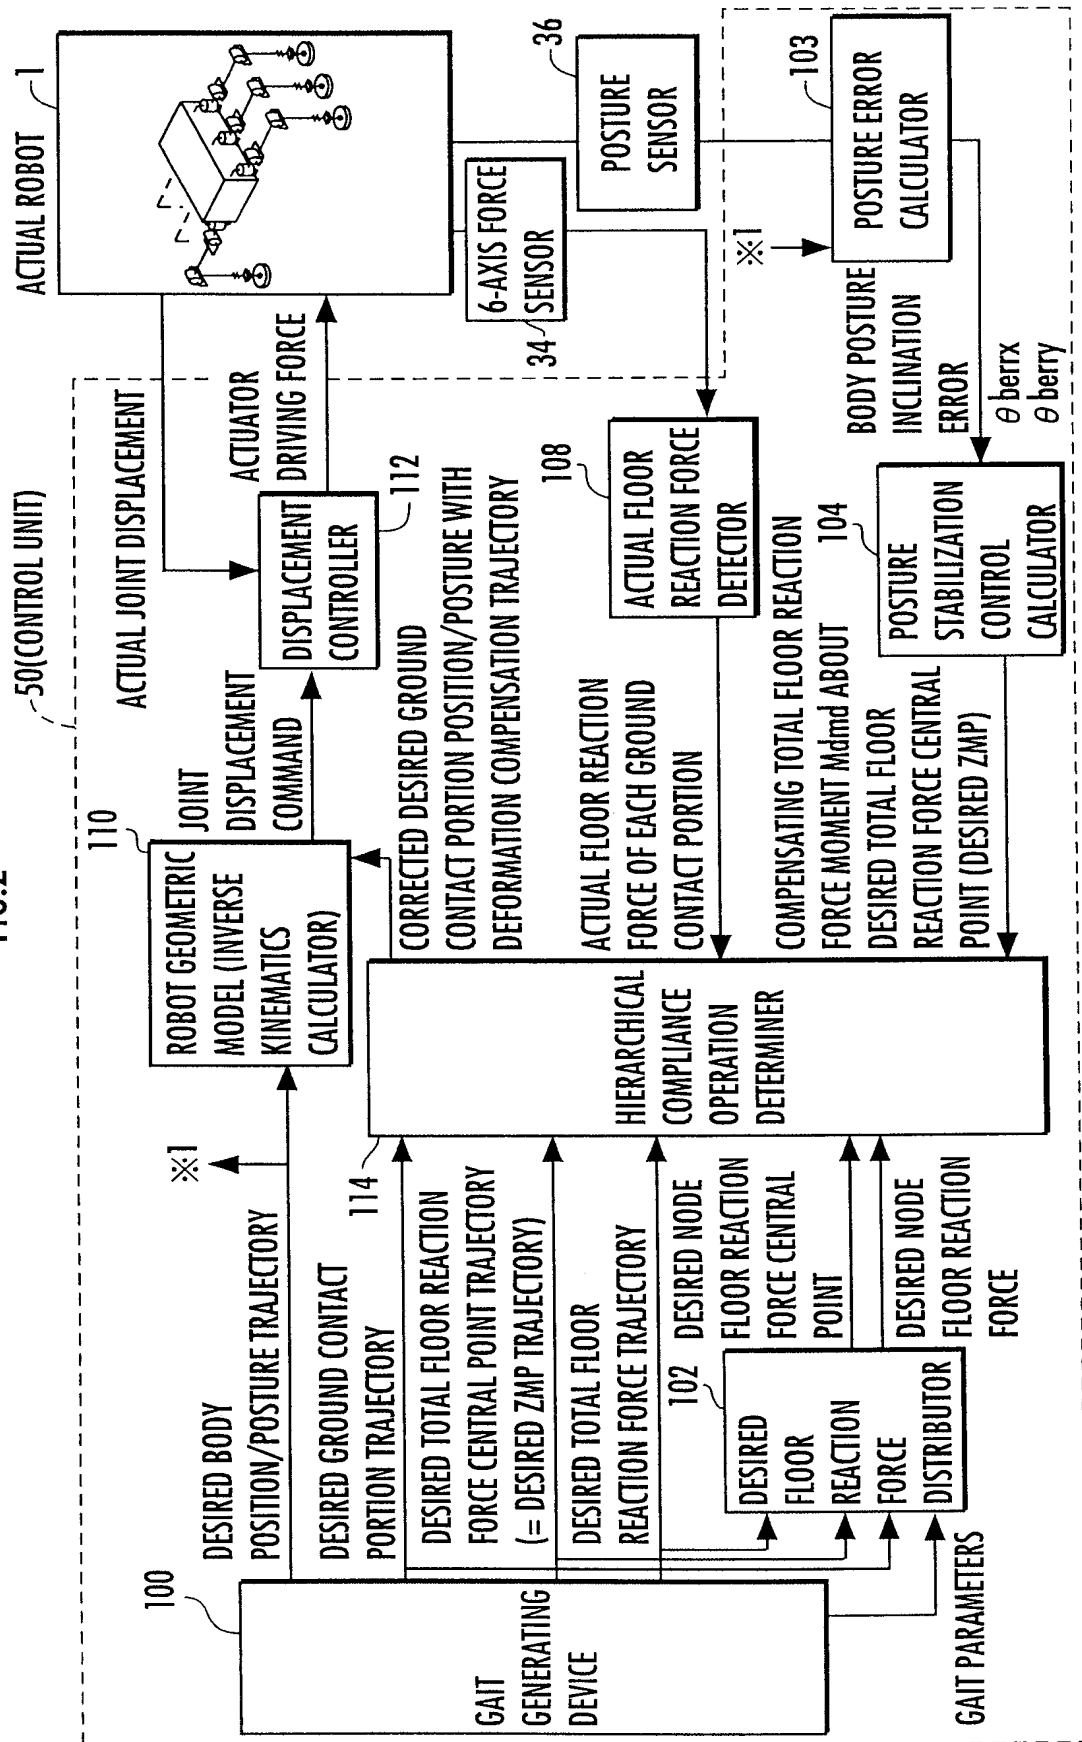 FIG.2
50(CONTROL UNIT)
ACTUAL ROBOT
1
ACTUAL JOINT DISPLACEMENT
ACTUATOR
DRIVING FORCE
36
POSTURE
SENSOR
6-AXIS FORCE
SENSOR
34
103
POSTURE ERROR
CALCULATOR
※1
BODY POSTURE
INCLINATION
ERROR
θ berrx
θ berry
DISPLACEMENT
CONTROLLER
112
108
ACTUAL FLOOR
REACTION FORCE
DETECTOR
104
POSTURE
STABILIZATION
CONTROL
CALCULATOR
110
ROBOT GEOMETRIC
MODEL (INVERSE
KINEMATICS
CALCULATOR)
JOINT
DISPLACEMENT
COMMAND
CORRECTED DESIRED GROUND
CONTACT PORTION POSITION/POSTURE WITH
DEFORMATION COMPENSATION TRAJECTORY
ACTUAL FLOOR REACTION
FORCE OF EACH GROUND
CONTACT PORTION
COMPENSATING TOTAL FLOOR REACTION
FORCE MOMENT Mdmd ABOUT
DESIRED TOTAL FLOOR
REACTION FORCE CENTRAL
POINT (DESIRED ZMP)
HIERARCHICAL
COMPLIANCE
OPERATION
DETERMINER
114
※1
DESIRED BODY
POSITION/POSTURE TRAJECTORY
DESIRED GROUND CONTACT
PORTION TRAJECTORY
DESIRED TOTAL FLOOR REACTION
FORCE CENTRAL POINT TRAJECTORY
(= DESIRED ZMP TRAJECTORY)
DESIRED TOTAL FLOOR
REACTION FORCE TRAJECTORY
DESIRED NODE
FLOOR REACTION
FORCE CENTRAL
POINT
DESIRED NODE
FLOOR REACTION
FORCE
102
DESIRED
FLOOR
REACTION
FORCE
DISTRIBUTOR
100
GAIT
GENERATING
DEVICE
GAIT PARAMETERS